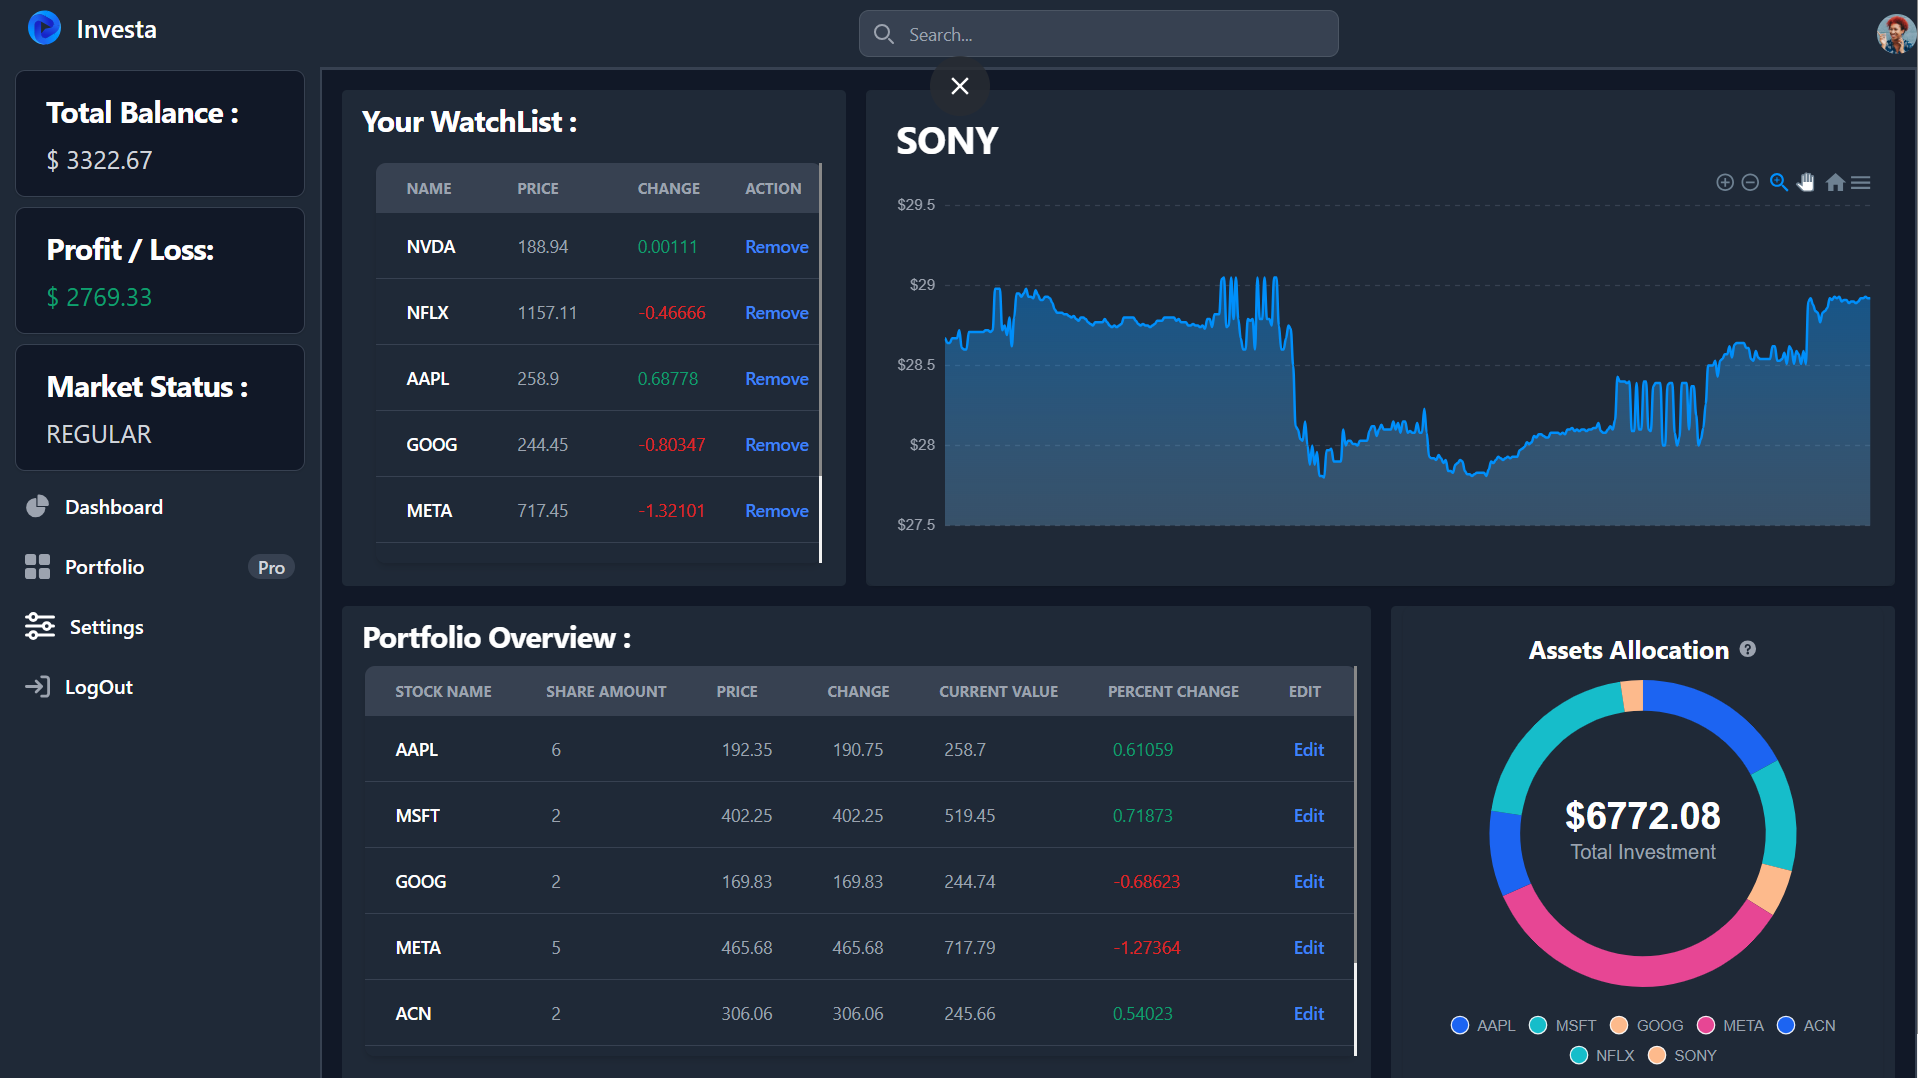 Investa
Search...
Total Balance :
$ 3322.67
Profit / Loss:
$ 2769.33
Market Status :
REGULAR
Dashboard
Portfolio Pro
Settings
LogOut
Your WatchList :
NAME PRICE CHANGE ACTION
NVDA 188.94 0.00111 Remove
NFLX 1157.11 -0.46666 Remove
AAPL 258.9 0.68778 Remove
GOOG 244.45 -0.80347 Remove
META 717.45 -1.32101 Remove
SONY
$29.5
$29
$28.5
$28
$27.5
Portfolio Overview :
STOCK NAME SHARE AMOUNT PRICE CHANGE CURRENT VALUE PERCENT CHANGE EDIT
AAPL 6 192.35 190.75 258.7 0.61059 Edit
MSFT 2 402.25 402.25 519.45 0.71873 Edit
GOOG 2 169.83 169.83 244.74 -0.68623 Edit
META 5 465.68 465.68 717.79 -1.27364 Edit
ACN 2 306.06 306.06 245.66 0.54023 Edit
Assets Allocation ?
$6772.08
Total Investment
AAPL MSFT GOOG META ACN
NFLX SONY